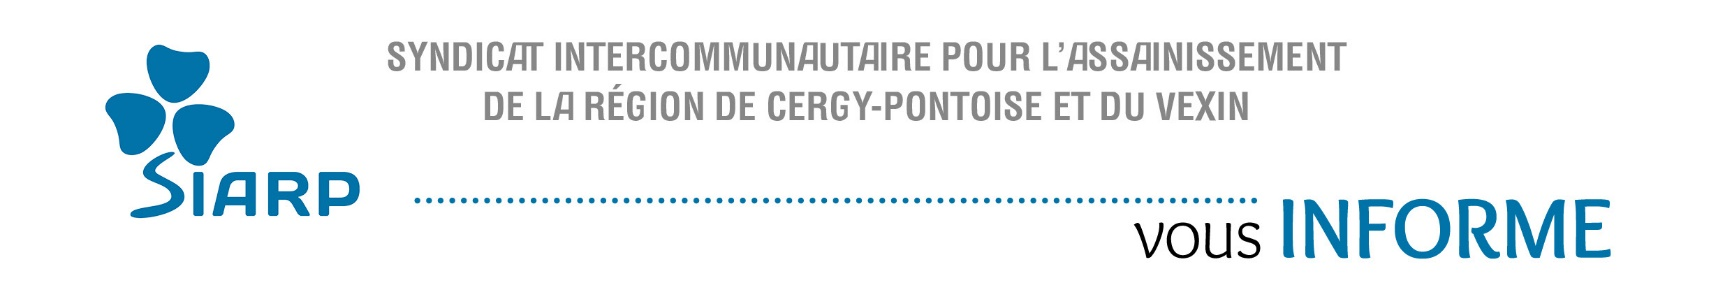 SYNDICAT INTERCOMMUNAUTAIRE POUR L'ASSAINISSEMENT
DE LA RÉGION DE CERGY-PONTOISE ET DU VEXIN
SIARP
vous INFORME